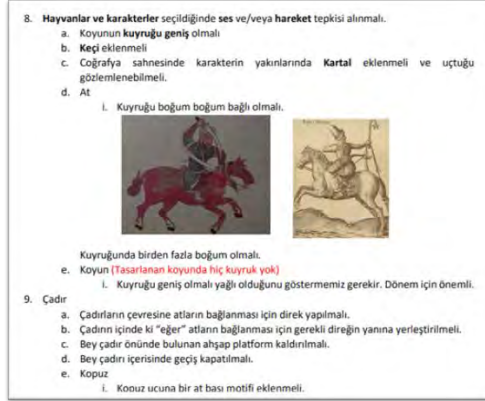 8. Hayvanlar ve karakterler seçildiğinde ses ve/veya hareket tepkisi alınmalı.
a. Koyunun kuyruğu geniş olmalı
b. Keçi eklenmeli
c. Coğrafya sahnesinde karakterin yakınlarında Kartal eklenmeli ve uçtuğu
gözlemlenebilmeli.
d. At
i. Kuyruğu boğum boğum bağlı olmalı.
Kuyruğunda birden fazla boğum olmalı.
e. Koyun (Tasarlanan koyunda hiç kuyruk yok)
i. Kuyruğu geniş olmalı yağlı olduğunu göstermemiz gerekir. Dönem için önemli.
9. Çadır
a. Çadırların çevresine atların bağlanması için direk yapılmalı.
b. Çadırın içinde ki "eğer" atların bağlanması için gerekli direğin yanına yerleştirilmeli.
c. Bey çadır önünde bulunan ahşap platform kaldırılmalı.
d. Bey çadırı içerisinde geçiş kapatılmalı.
e. Kopuz
i. Kopuz ucuna bir at başı motifi eklenmeli.